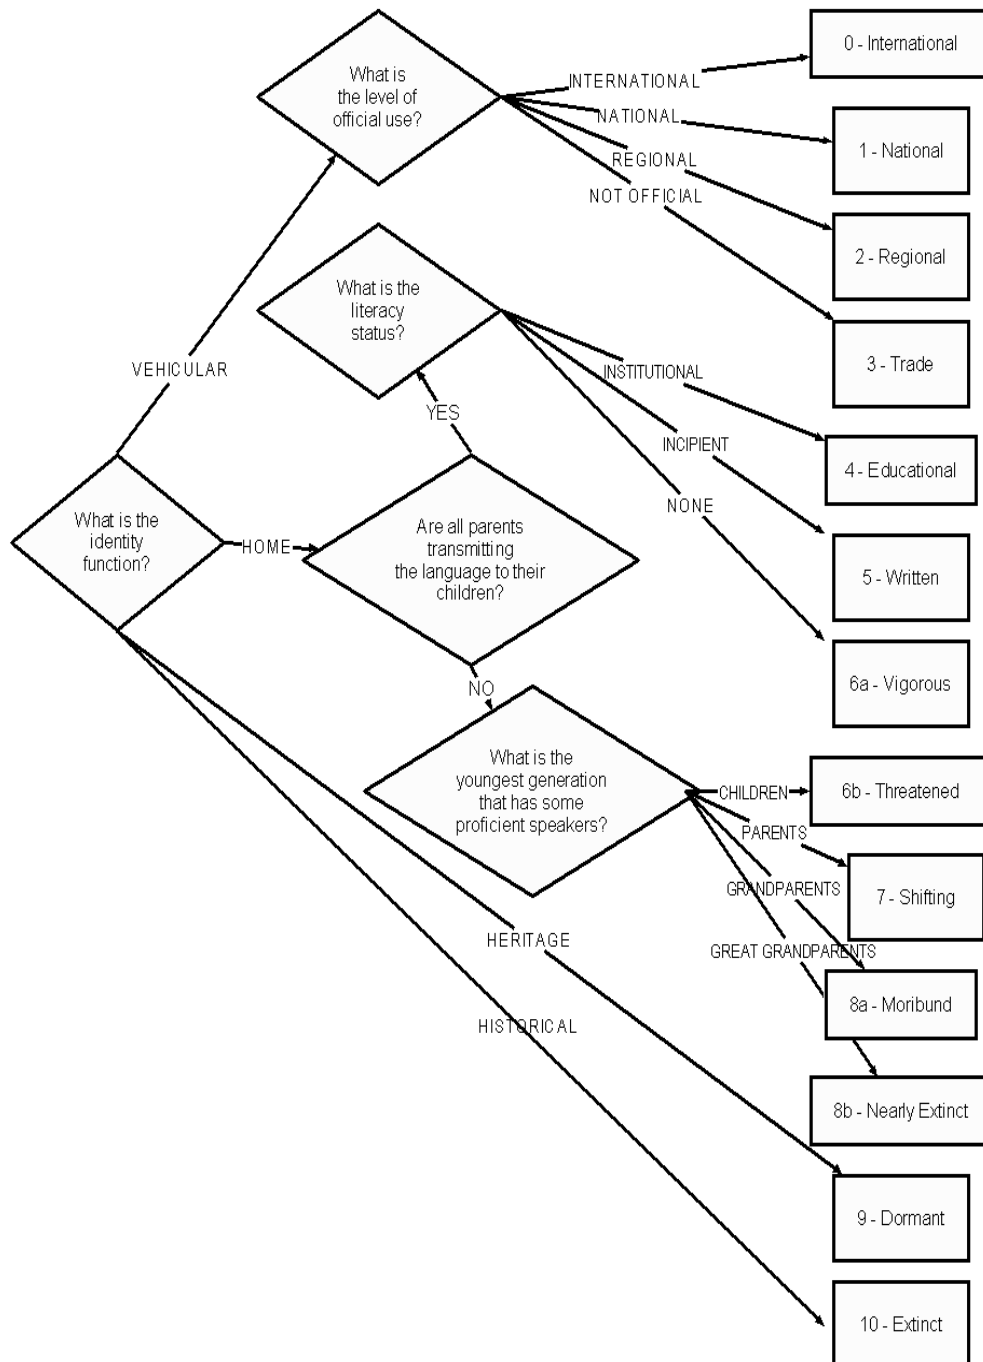 What is
the level of
official use?
INTERNATIONAL
NATIONAL
REGIONAL
NOT OFFICIAL
0 - International
1 - National
2 - Regional
3 - Trade
What is the
literacy
status?
INSTITUTIONAL
INCIPIENT
NONE
4 - Educational
5 - Written
6a - Vigorous
VEHICULAR
YES
What is the
identity
function?
HOME
Are all parents
transmitting
the language to their
children?
NO
What is the
youngest generation
that has some
proficient speakers?
CHILDREN
PARENTS
GRANDPARENTS
GREAT GRANDPARENTS
6b - Threatened
7 - Shifting
8a - Moribund
8b - Nearly Extinct
HERITAGE
HISTORICAL
9 - Dormant
10 - Extinct